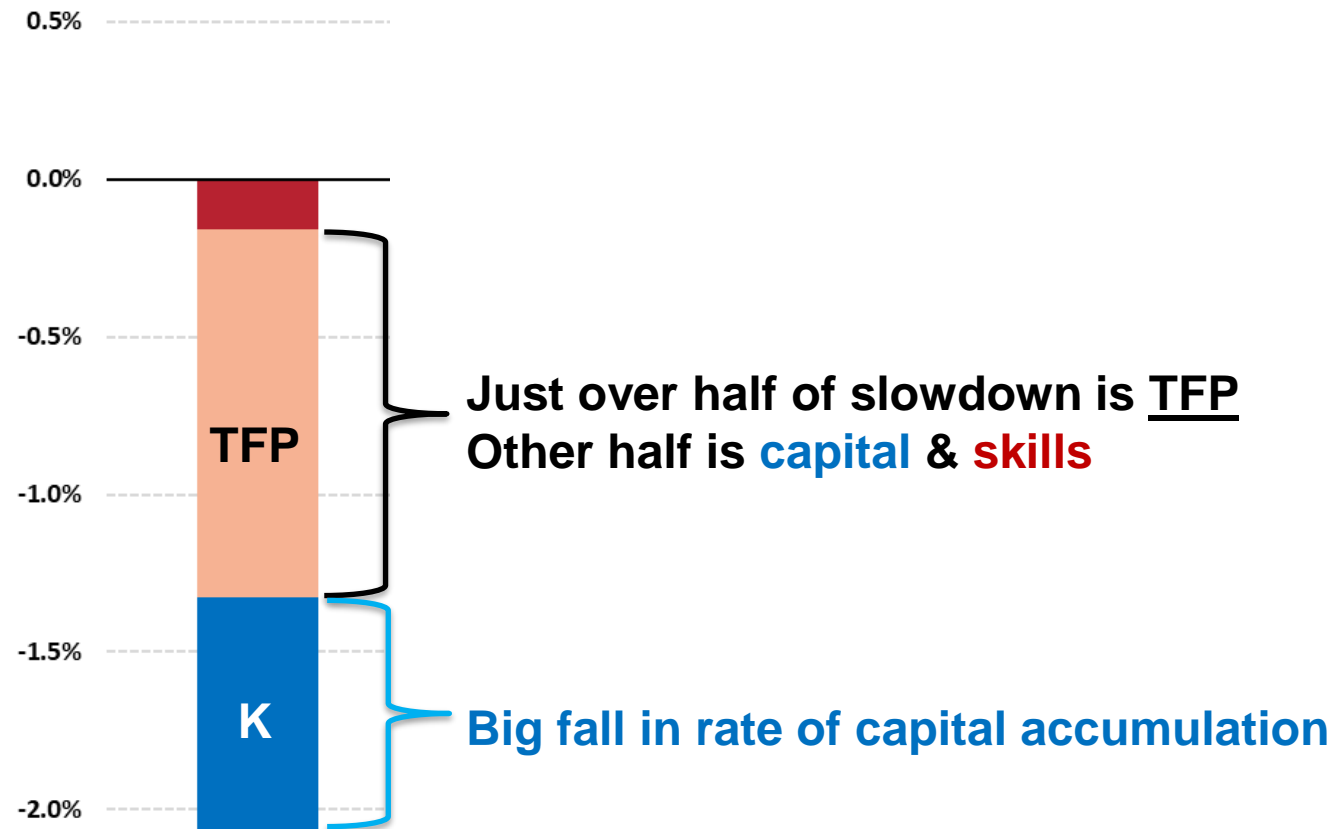 0.5%
0.0%
-0.5%
Just over half of slowdown is TFP
TFP
Other half is capital & skills
-1.0%
-1.5%
K
Big fall in rate of capital accumulation
-2.0%